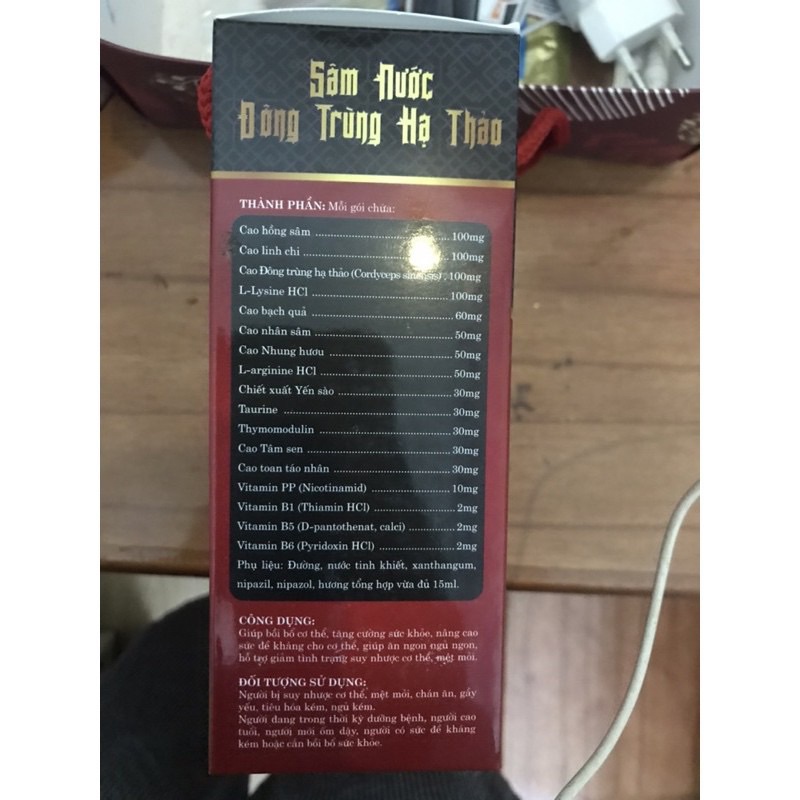 Sâm Nước
Đông Trùng Hạ Thảo
THÀNH PHẦN: Mỗi gói chứa:
Cao hồng sâm ........ 100mg
Cao linh chi ........ 100mg
Cao Đông trùng hạ thảo (Cordyceps sinensis) . 100mg
L-Lysine HCl ........ 100mg
Cao bạch quả ........ 60mg
Cao nhân sâm ........ 50mg
Cao Nhung hươu ........ 50mg
L-arginine HCl ........ 50mg
Chiết xuất Yến sào ........ 30mg
Taurine ........ 30mg
Thymomodulin ........ 30mg
Cao Tâm sen ........ 30mg
Cao toan táo nhân ........ 30mg
Vitamin PP (Nicotinamid) ........ 10mg
Vitamin B1 (Thiamin HCl) ........ 2mg
Vitamin B5 (D-pantothenat, calci) ........ 2mg
Vitamin B6 (Pyridoxin HCl) ........ 2mg
Phụ liệu: Đường, nước tinh khiết, xanthangum,
nipazil, nipazol, hương tổng hợp vừa đủ 15ml.
CÔNG DỤNG:
Giúp bồi bổ cơ thể, tăng cường sức khỏe, nâng cao
sức đề kháng cho cơ thể, giúp ăn ngon ngủ ngon,
hỗ trợ giảm tình trạng suy nhược cơ thể, mệt mỏi.
ĐỐI TƯỢNG SỬ DỤNG:
Người bị suy nhược cơ thể, mệt mỏi, chán ăn, gầy
yếu, tiêu hóa kém, ngủ kém.
Người đang trong thời kỳ dưỡng bệnh, người cao
tuổi, người mới ốm dậy, người có sức đề kháng
kém hoặc cần bồi bổ sức khỏe.